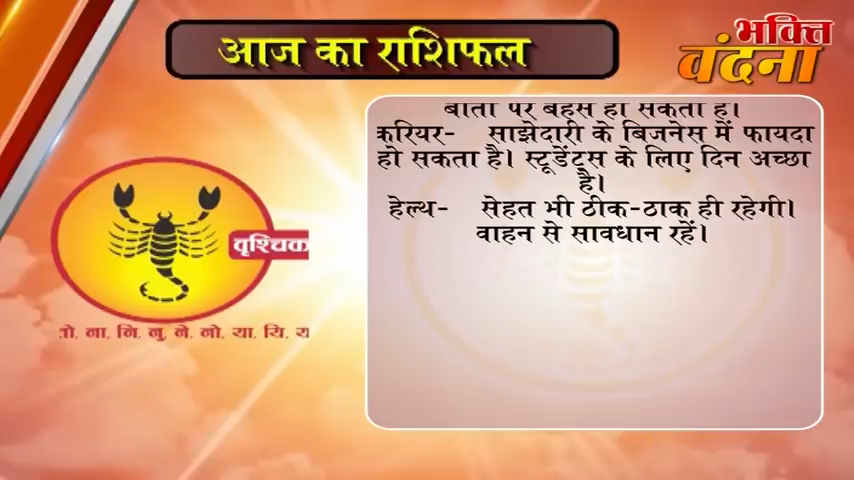 आज का राशिफल
भक्ति
वंदना
बातों पर बहस हो सकती है।
करियर- साझेदारी के बिजनेस में फायदा
हो सकता है। स्टूडेंट्स के लिए दिन अच्छा
है।
हेल्थ- सेहत भी ठीक-ठाक ही रहेगी।
वाहन से सावधान रहें।
वृश्चिक
ना, नि, नु, ने, नो, या, यि,